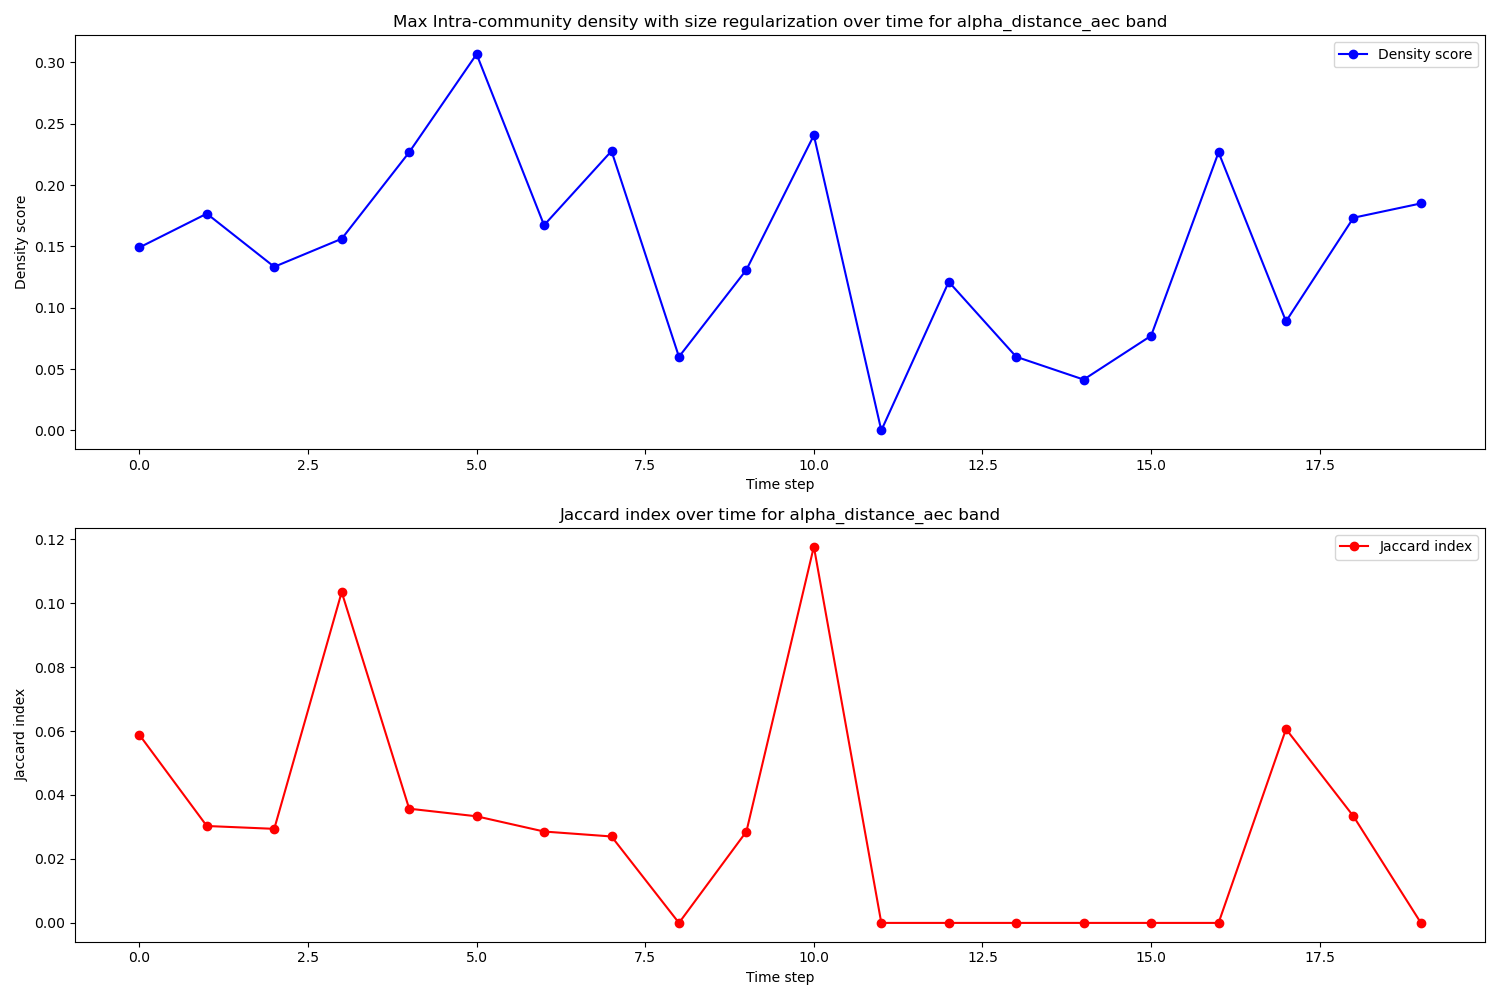 Max Intra-community density with size regularization over time for alpha_distance_aec band
Density score
0.30
0.25
0.20
0.15
0.10
0.05
0.00
Density score
0.0 2.5 5.0 7.5 10.0 12.5 15.0 17.5
Time step
Jaccard index over time for alpha_distance_aec band
Jaccard index
0.12
0.10
0.08
0.06
0.04
0.02
0.00
Jaccard index
0.0 2.5 5.0 7.5 10.0 12.5 15.0 17.5
Time step